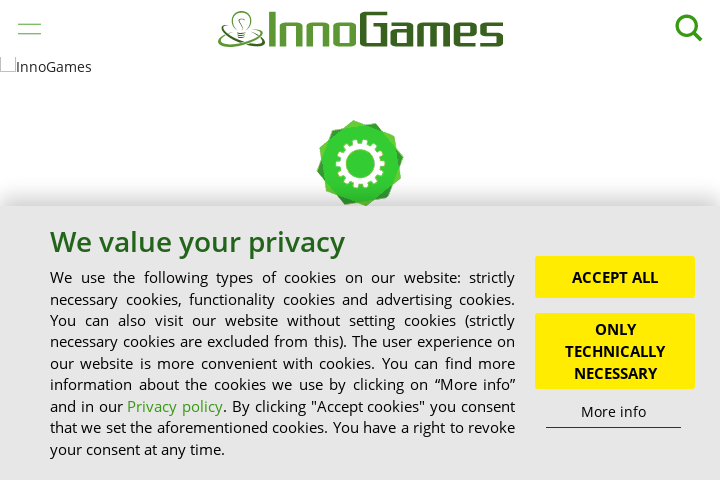 InnoGames
InnoGames
We value your privacy
We use the following types of cookies on our website: strictly
necessary cookies, functionality cookies and advertising cookies.
You can also visit our website without setting cookies (strictly
necessary cookies are excluded from this). The user experience on
our website is more convenient with cookies. You can find more
information about the cookies we use by clicking on “More info”
and in our Privacy policy. By clicking "Accept cookies" you consent
that we set the aforementioned cookies. You have a right to revoke
your consent at any time.
ACCEPT ALL
ONLY
TECHNICALLY
NECESSARY
More info